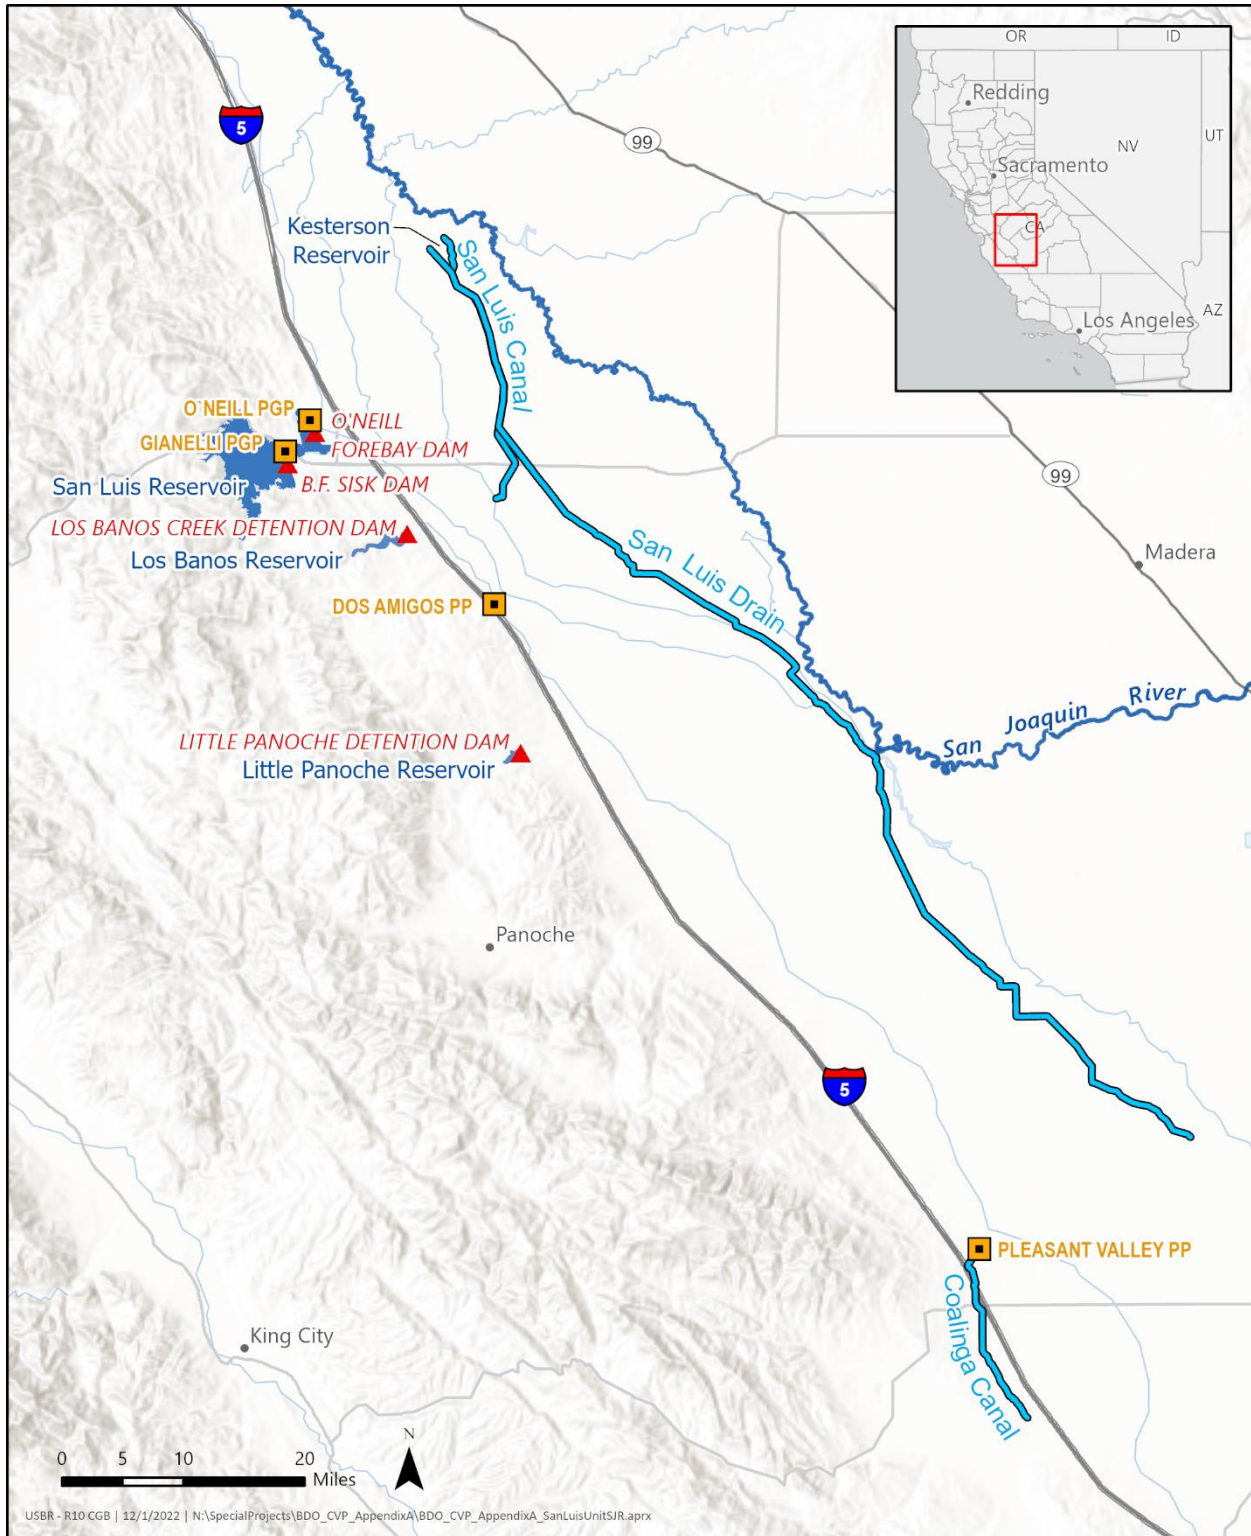 OR
ID
5
Redding
99
UT
NV
Sacramento
Kesterson
Reservoir
CA
San Luis Canal
AZ
Los Angeles
O`NEILL PGP
O'NEILL
GIANELLI PGP
FOREBAY DAM
99
San Luis Reservoir
B.F. SISK DAM
LOS BANOS CREEK DETENTION DAM
Los Banos Reservoir
San Luis Drain
Madera
DOS AMIGOS PP
San Joaquin River
LITTLE PANOCHE DETENTION DAM
Little Panoche Reservoir
Panoche
5
PLEASANT VALLEY PP
Coalinga Canal
King City
N
0 5 10 20
Miles
USBR - R10 CGB | 12/1/2022 | N:\SpecialProjects\BDO_CVP_AppendixA\BDO_CVP_AppendixA_SanLuisUnitSJR.aprx